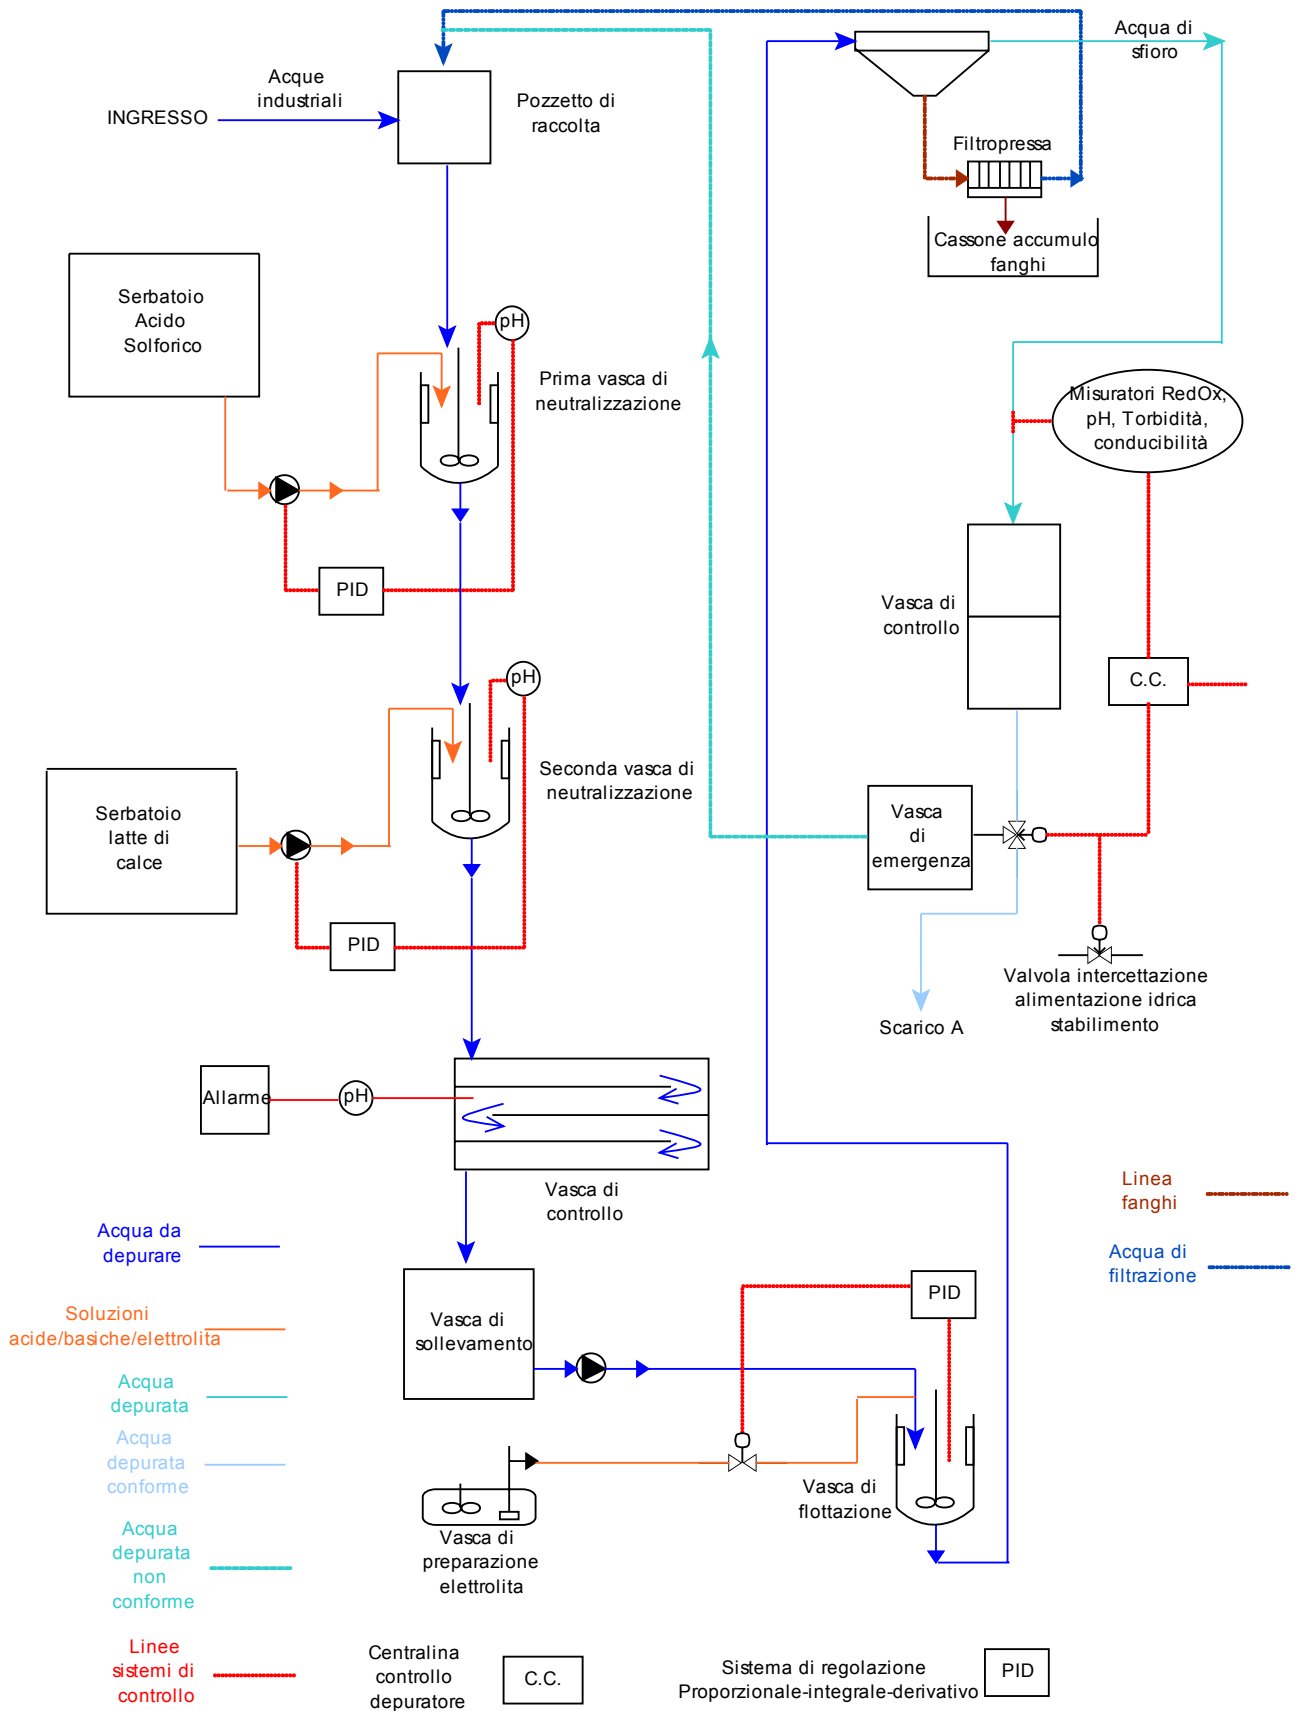 Acqua di
sfioro
Acque
industriali
INGRESSO
Pozzetto di
raccolta
Filtropressa
Cassone accumulo
fanghi
Serbatoio
Acido
Solforico
pH
Prima vasca di
neutralizzazione
Misuratori RedOx,
pH, Torbidità,
conducibilità
PID
Vasca di
controllo
C.C.
pH
Seconda vasca di
neutralizzazione
Serbatoio
latte di
calce
Vasca
di
emergenza
PID
Valvola intercettazione
alimentazione idrica
stabilimento
Scarico A
Allarme
pH
Vasca di
controllo
Linea
fanghi
Acqua da
depurare
Acqua di
filtrazione
Vasca di
sollevamento
PID
Soluzioni
acide/basiche/elettrolita
Acqua
depurata
Acqua
depurata
conforme
Vasca di
flottazione
Vasca di
preparazione
elettrolita
Acqua
depurata
non
conforme
Linee
sistemi di
controllo
Centralina
controllo
depuratore
C.C.
Sistema di regolazione
Proporzionale-integrale-derivativo
PID